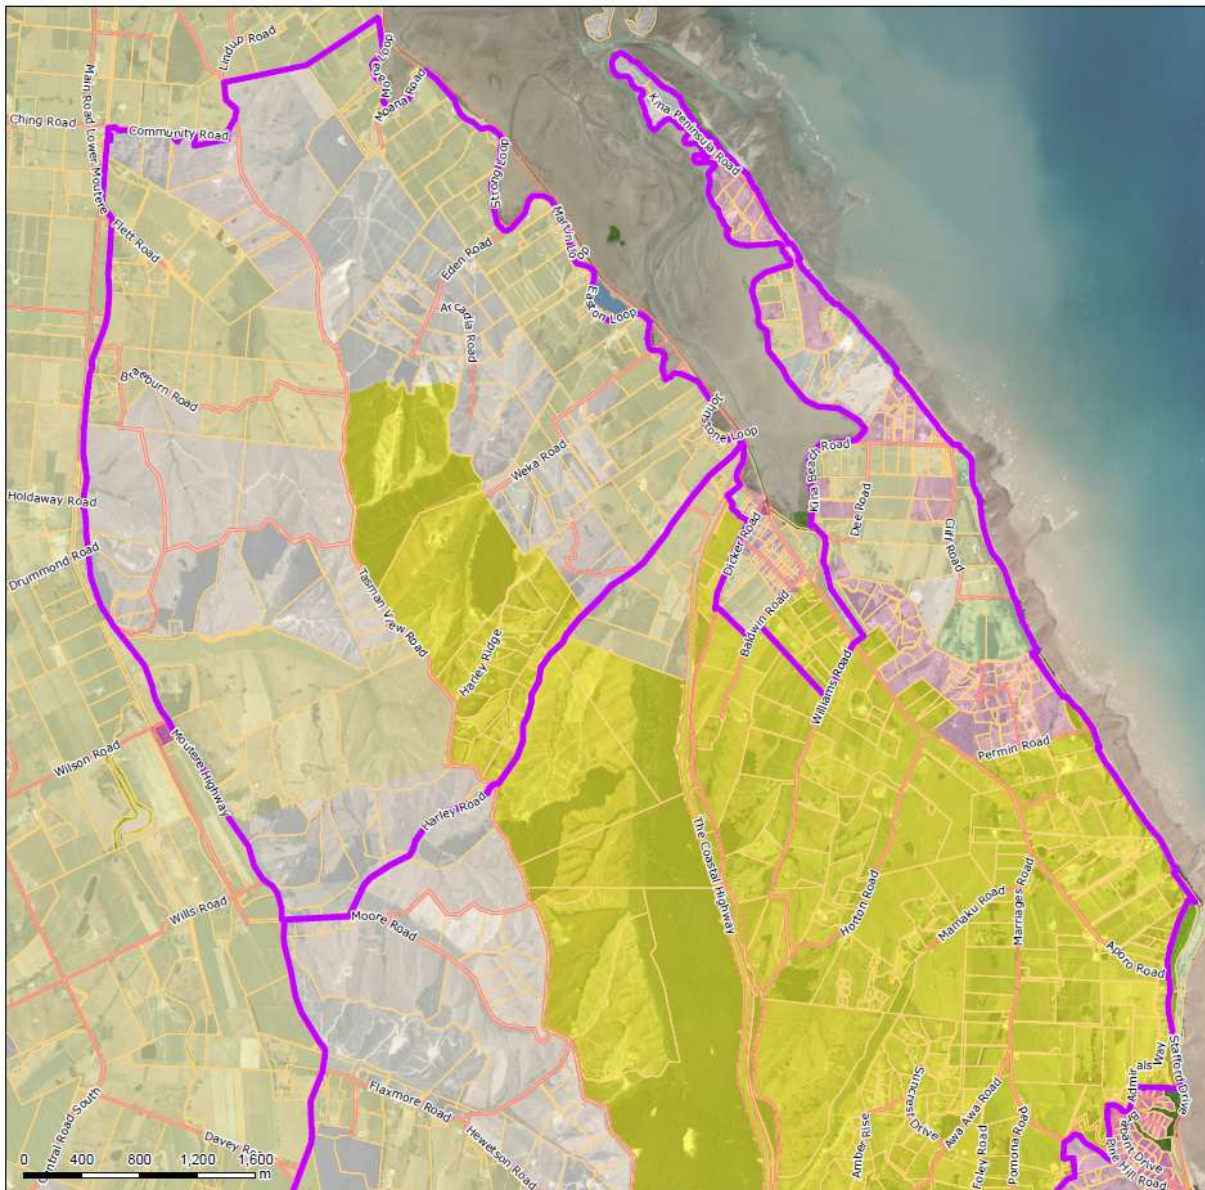 Lindup Road
Moana Road
Main Road Lower Moutere
Ching Road
Community Road
Kina Peninsula Road
Strong Loop
Flett Road
Eden Road
Easton Loop
Arcadia Road
Braeburn Road
Johnstone Loop
Weka Road
Kina Beach Road
Dee Road
Cliff Road
Holdaway Road
Drummond Road
Dicker Road
Tasman View Road
Baldwin Road
Harley Ridge
Williams Road
Permin Road
Wilson Road
Moutere Highway
Harley Road
The Coastal Highway
Horton Road
Mamaku Road
Marriages Road
Wills Road
Moore Road
Aporo Road
Stafford Drive
Admirals Way
Flaxmore Road
Suncrest Drive
Awa Awa Road
Central Road South
Hewetson Road
Amber Rise
Foley Road
Pomona Road
Pine Hill Road
0 400 800 1,200 1,600
m